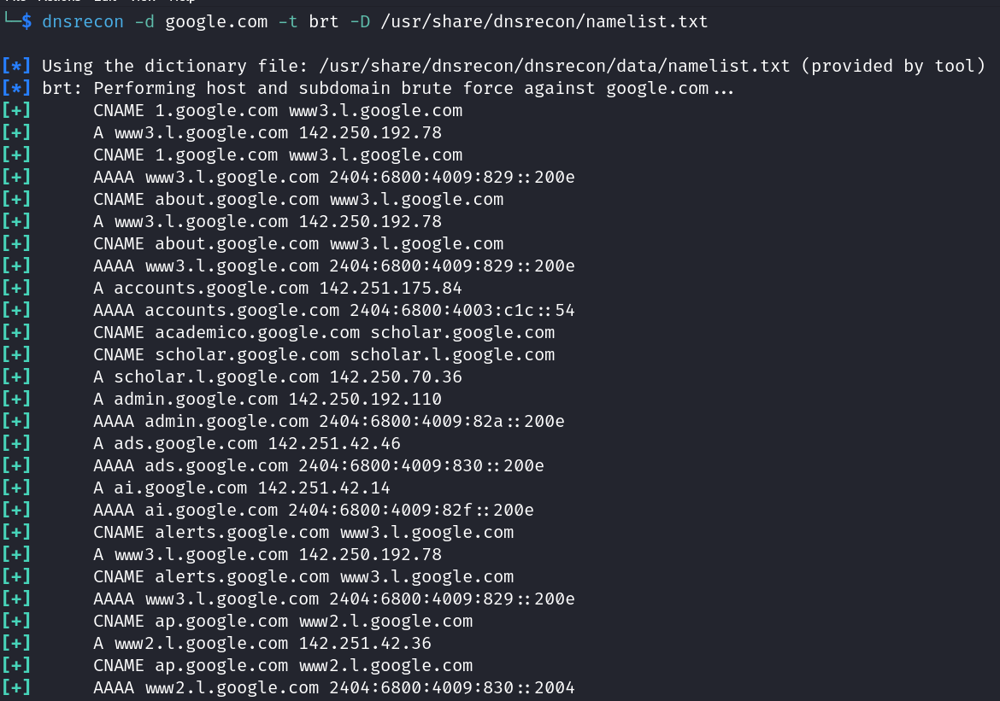 └─$ dnsrecon -d google.com -t brt -D /usr/share/dnsrecon/namelist.txt
[*] Using the dictionary file: /usr/share/dnsrecon/dnsrecon/data/namelist.txt (provided by tool)
[*] brt: Performing host and subdomain brute force against google.com...
[+] CNAME 1.google.com www3.l.google.com
[+] A www3.l.google.com 142.250.192.78
[+] CNAME 1.google.com www3.l.google.com
[+] AAAA www3.l.google.com 2404:6800:4009:829::200e
[+] CNAME about.google.com www3.l.google.com
[+] A www3.l.google.com 142.250.192.78
[+] CNAME about.google.com www3.l.google.com
[+] AAAA www3.l.google.com 2404:6800:4009:829::200e
[+] A accounts.google.com 142.251.175.84
[+] AAAA accounts.google.com 2404:6800:4003:c1c::54
[+] CNAME academico.google.com scholar.google.com
[+] CNAME scholar.google.com scholar.l.google.com
[+] A scholar.l.google.com 142.250.70.36
[+] A admin.google.com 142.250.192.110
[+] AAAA admin.google.com 2404:6800:4009:82a::200e
[+] A ads.google.com 142.251.42.46
[+] AAAA ads.google.com 2404:6800:4009:830::200e
[+] A ai.google.com 142.251.42.14
[+] AAAA ai.google.com 2404:6800:4009:82f::200e
[+] CNAME alerts.google.com www3.l.google.com
[+] A www3.l.google.com 142.250.192.78
[+] CNAME alerts.google.com www3.l.google.com
[+] AAAA www3.l.google.com 2404:6800:4009:829::200e
[+] CNAME ap.google.com www2.l.google.com
[+] A www2.l.google.com 142.251.42.36
[+] CNAME ap.google.com www2.l.google.com
[+] AAAA www2.l.google.com 2404:6800:4009:830::2004